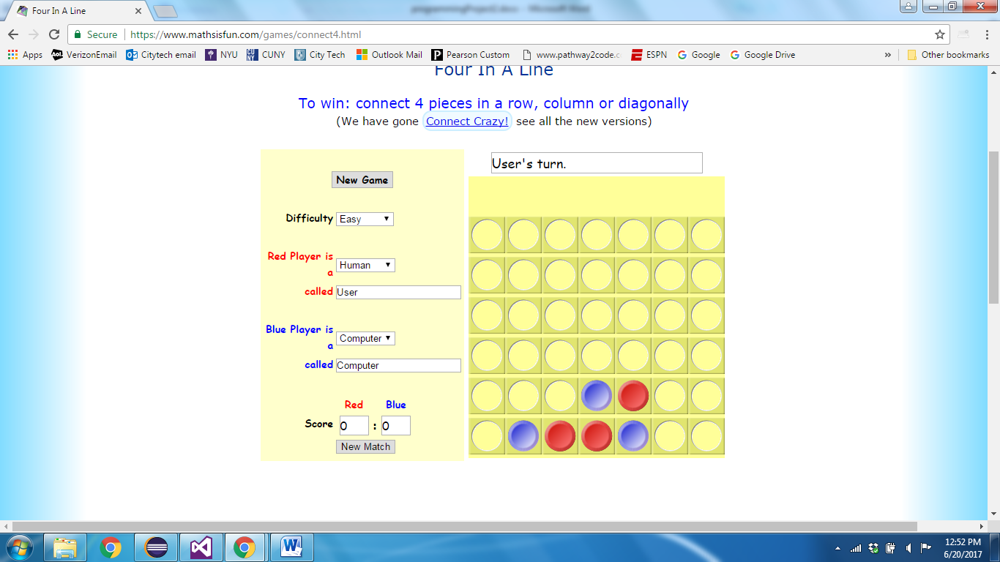 Four In A Line
Secure https://www.mathsisfun.com/games/connect4.html
Apps AOL. VerizonEmail Citytech email NYU CUNY City Tech Outlook Mail Pearson Custom www.pathway2code.c ESPN Google Google Drive » Other bookmarks
Four In A Line
To win: connect 4 pieces in a row, column or diagonally
(We have gone Connect Crazy! see all the new versions)
User's turn.
New Game
Difficulty Easy
Red Player is
a Human
called User
Blue Player is
a Computer
called Computer
Red Blue
Score 0 : 0
New Match
12:52 PM
6/20/2017